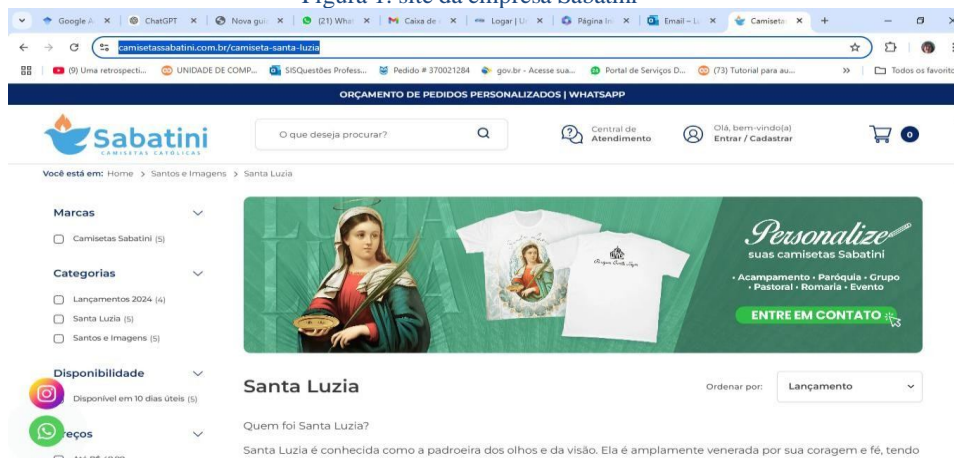 Figura 1: site da empresa Sabatini
Google A
ChatGPT
Nova gui
(21) What
Caixa de
Logar | U
Página In
Email – L
Camiseta
camisetassabatini.com.br/camiseta-santa-luzia
(9) Uma retrospecti...
UNIDADE DE COMP...
SISQuestões Profess...
Pedido # 370021284
gov.br - Acesse sua...
Portal de Serviços D...
(73) Tutorial para au...
»
Todos os favorito
ORÇAMENTO DE PEDIDOS PERSONALIZADOS | WHATSAPP
Sabatini
CAMISETAS CATÓLICAS
O que deseja procurar?
Central de
Atendimento
Olá, bem-vindo(a)
Entrar / Cadastrar
0
Você está em: Home > Santos e Imagens > Santa Luzia
Marcas
Camisetas Sabatini (5)
Categorias
Lançamentos 2024 (4)
Santa Luzia (5)
Santos e Imagens (5)
Disponibilidade
Disponível em 10 dias úteis (5)
reços
LUZIA
Personalize
suas camisetas Sabatini
• Acampamento • Paróquia • Grupo
• Pastoral • Romaria • Evento
ENTRE EM CONTATO
Santa Luzia
Ordenar por:
Lançamento
Quem foi Santa Luzia?
Santa Luzia é conhecida como a padroeira dos olhos e da visão. Ela é amplamente venerada por sua coragem e fé, tendo